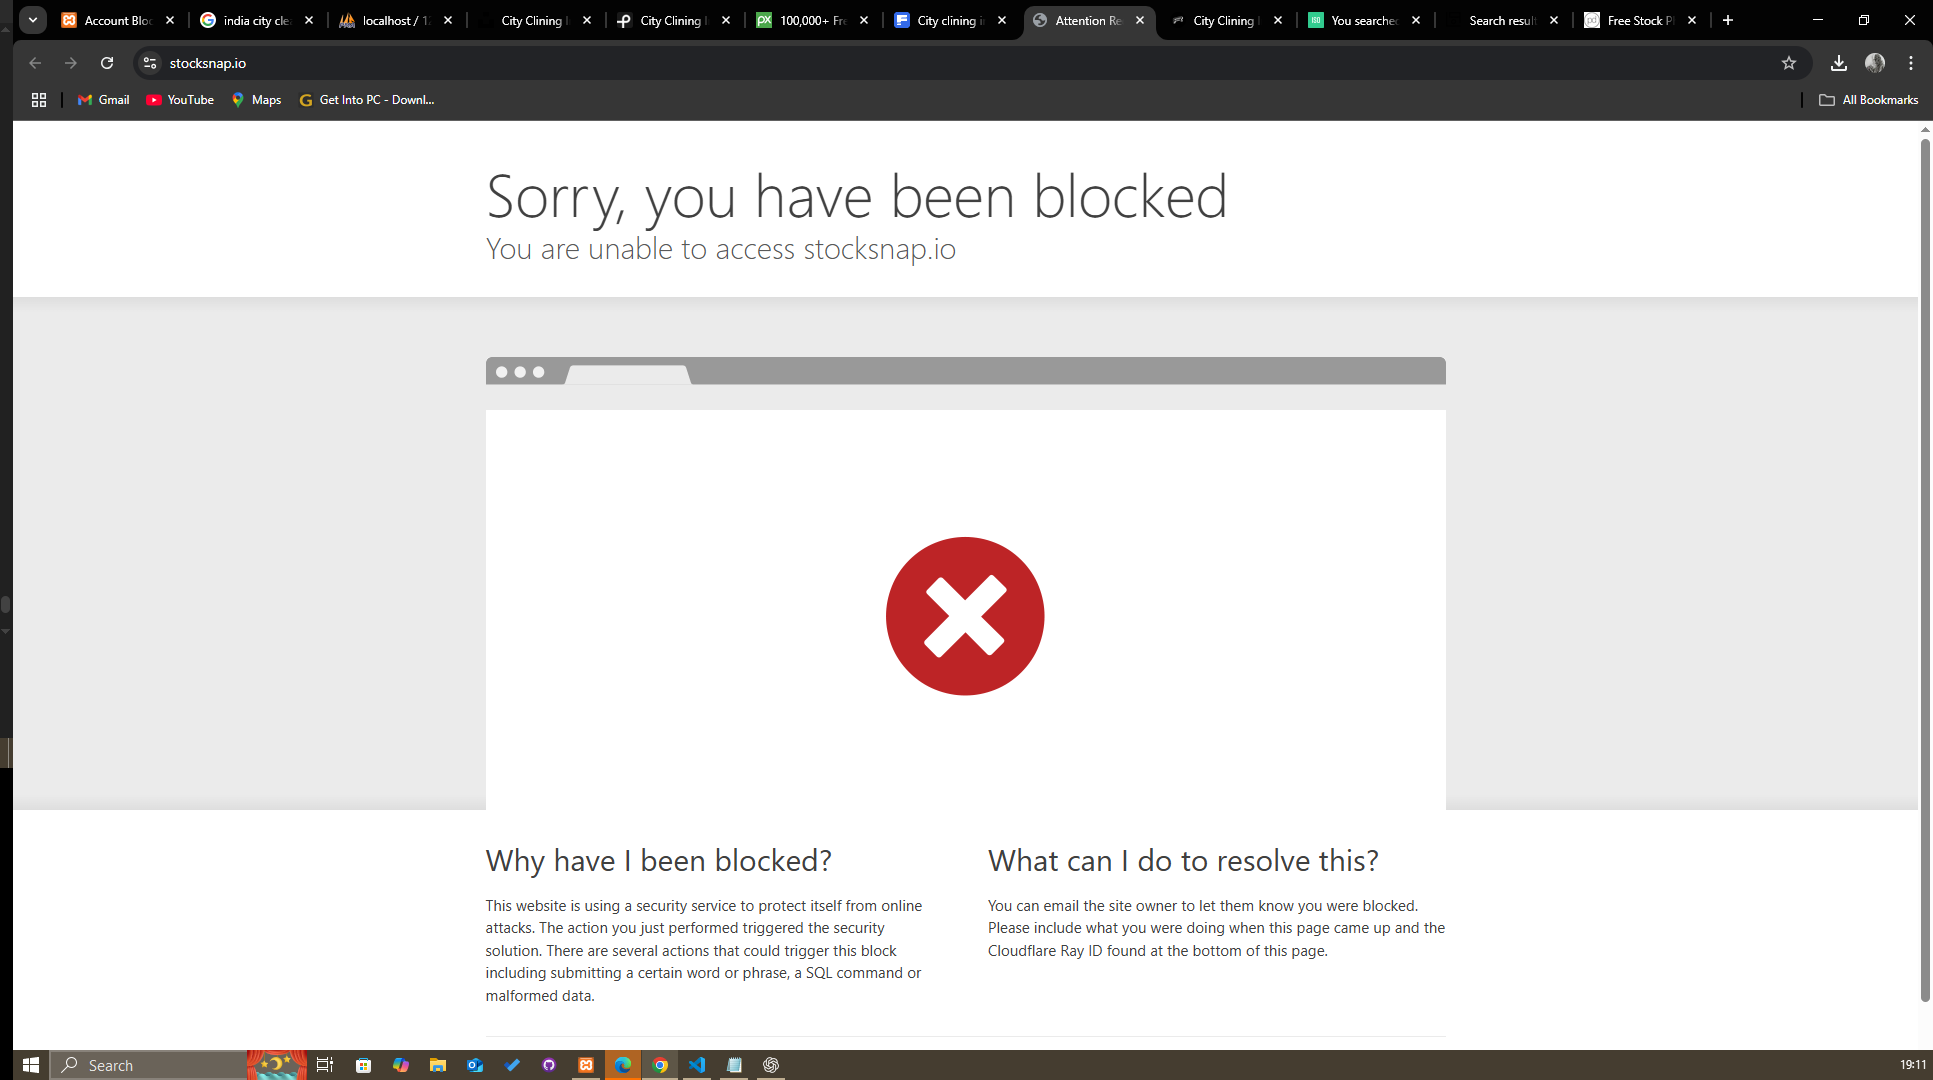 Account Bloc
india city clea
localhost / 12
City Clining I
City Clining I
100,000+ Fre
City clining i
Attention Re
City Clining I
You searched
Search result
Free Stock P
stocksnap.io
Gmail
YouTube
Maps
Get Into PC - Downl...
All Bookmarks
Sorry, you have been blocked
You are unable to access stocksnap.io
Why have I been blocked?
This website is using a security service to protect itself from online
attacks. The action you just performed triggered the security
solution. There are several actions that could trigger this block
including submitting a certain word or phrase, a SQL command or
malformed data.
What can I do to resolve this?
You can email the site owner to let them know you were blocked.
Please include what you were doing when this page came up and the
Cloudflare Ray ID found at the bottom of this page.
Search
19:11